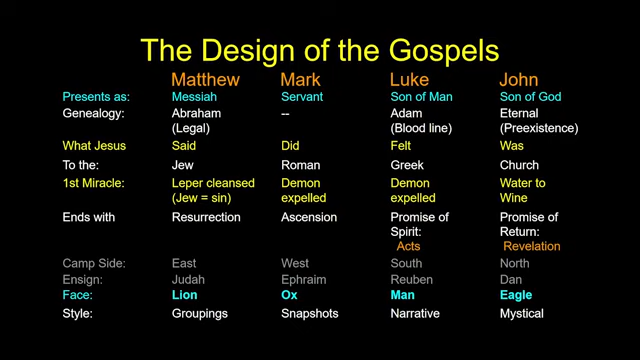 The Design of the Gospels
Matthew Mark Luke John
Presents as: Messiah Servant Son of Man Son of God
Genealogy: Abraham -- Adam Eternal
(Legal) (Blood line) (Preexistence)
What Jesus Said Did Felt Was
To the: Jew Roman Greek Church
1st Miracle: Leper cleansed Demon Demon Water to
(Jew = sin) expelled expelled Wine
Ends with Resurrection Ascension Promise of Promise of
Spirit: Return:
Acts Revelation
Camp Side: East West South North
Ensign: Judah Ephraim Reuben Dan
Face: Lion Ox Man Eagle
Style: Groupings Snapshots Narrative Mystical